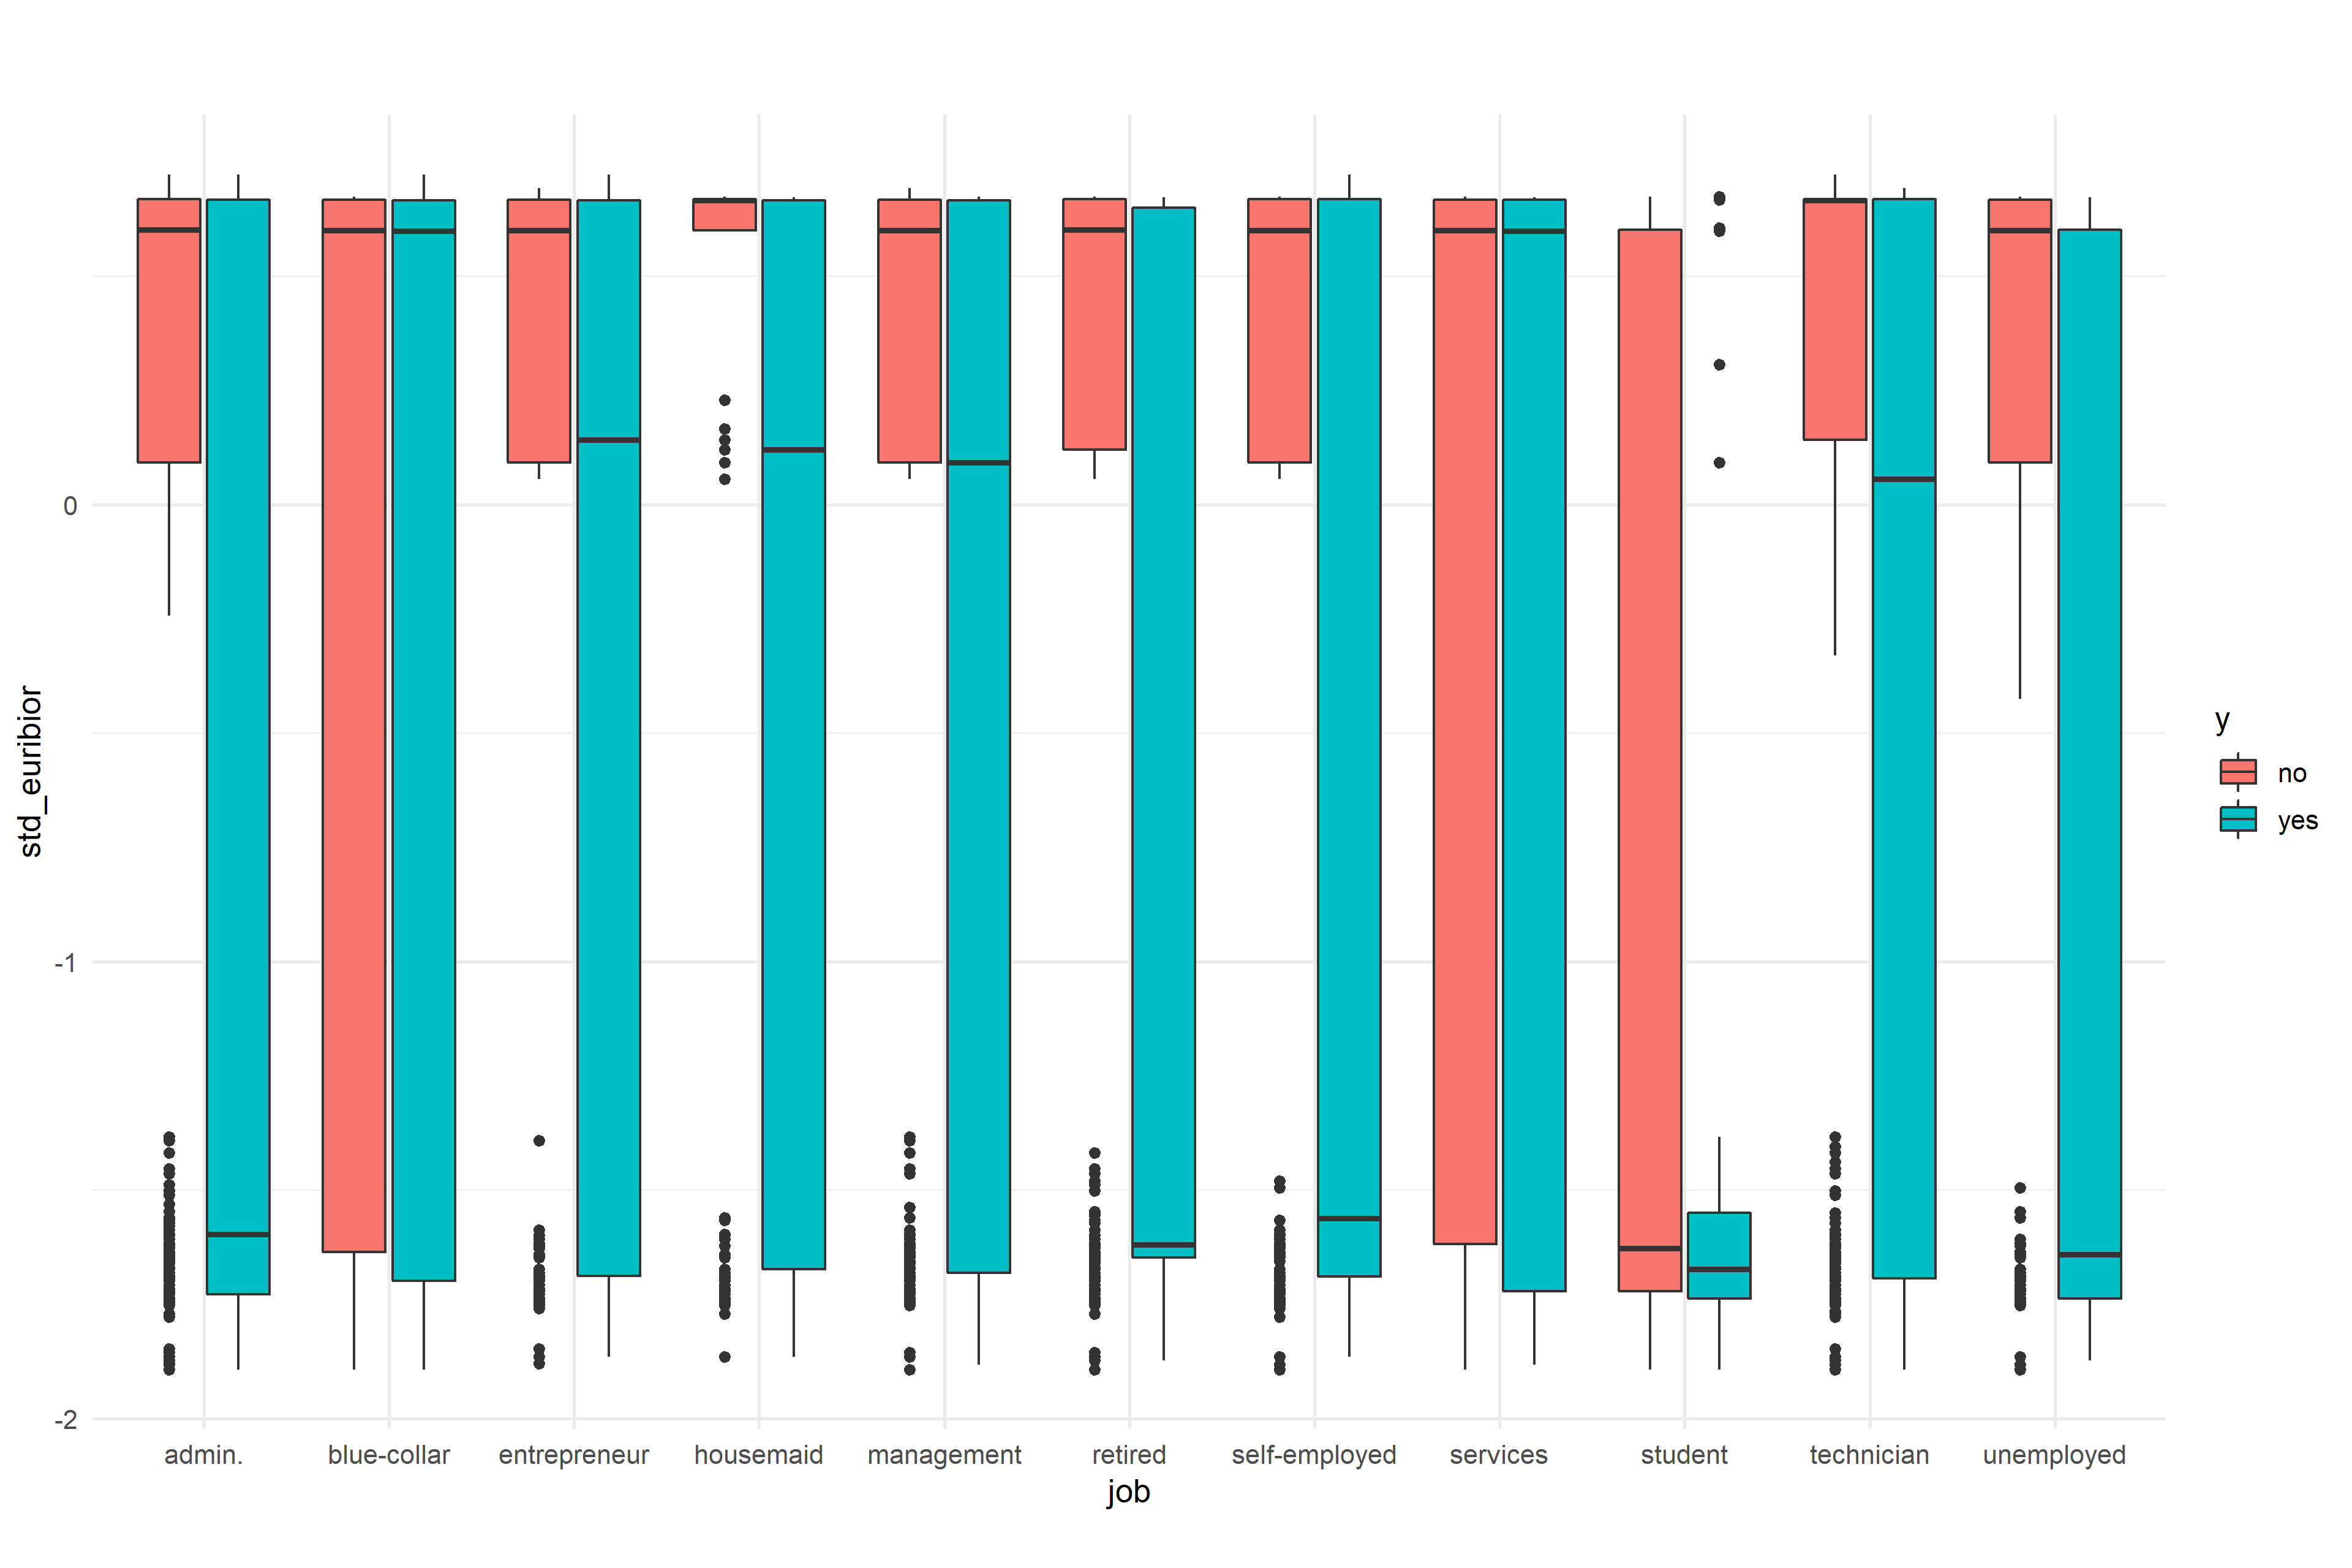 0
-1
-2
std_euribior
admin.
blue-collar
entrepreneur
housemaid
management
retired
self-employed
services
student
technician
unemployed
job
y
no
yes